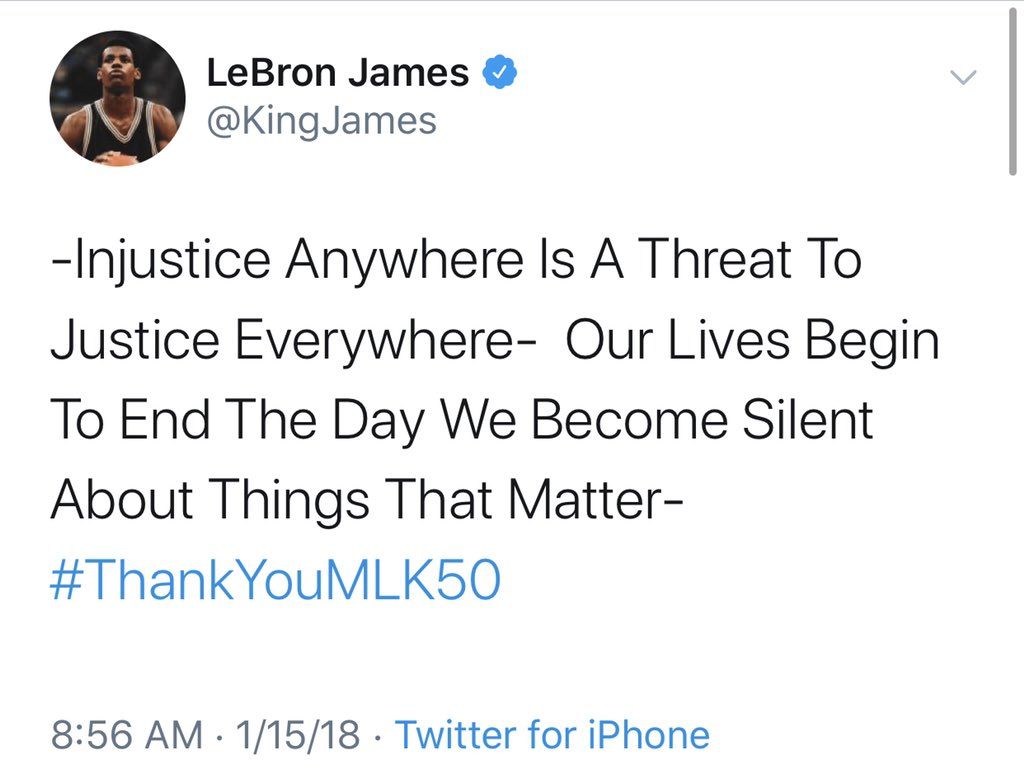 LeBron James
@KingJames
-Injustice Anywhere Is A Threat To
Justice Everywhere-  Our Lives Begin
To End The Day We Become Silent
About Things That Matter-
#ThankYouMLK50
8:56 AM · 1/15/18 · Twitter for iPhone